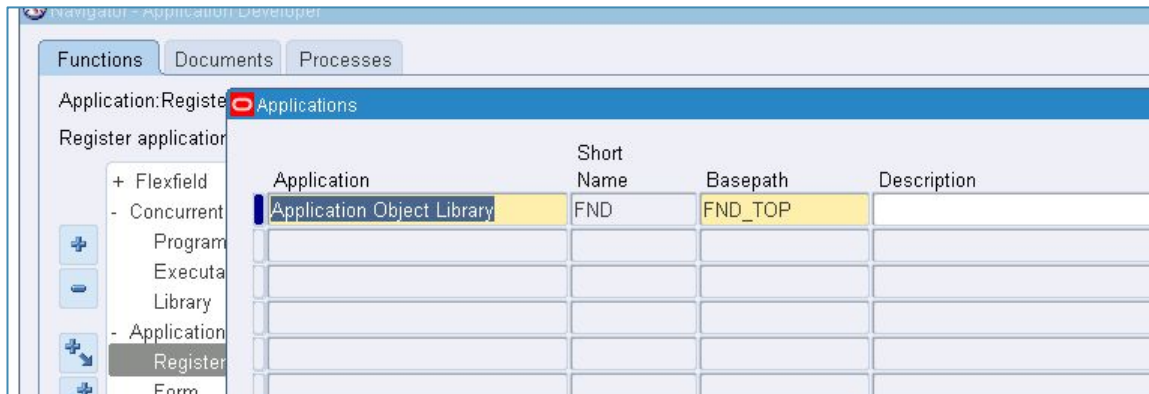 Navigator - Application Developer
Functions Documents Processes
Application:Registe
Applications
Register application
Short
Application Name Basepath Description
+ Flexfield
Application Object Library FND FND_TOP
- Concurrent
Program
Executa
Library
- Application
Register
Form